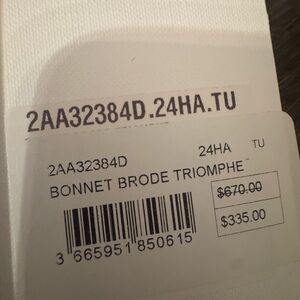 2AA32384D.24HA.TU
2AA32384D 24HA TU
BONNET BRODE TRIOMPHE
$670.00
$335.00
3 665951 850615